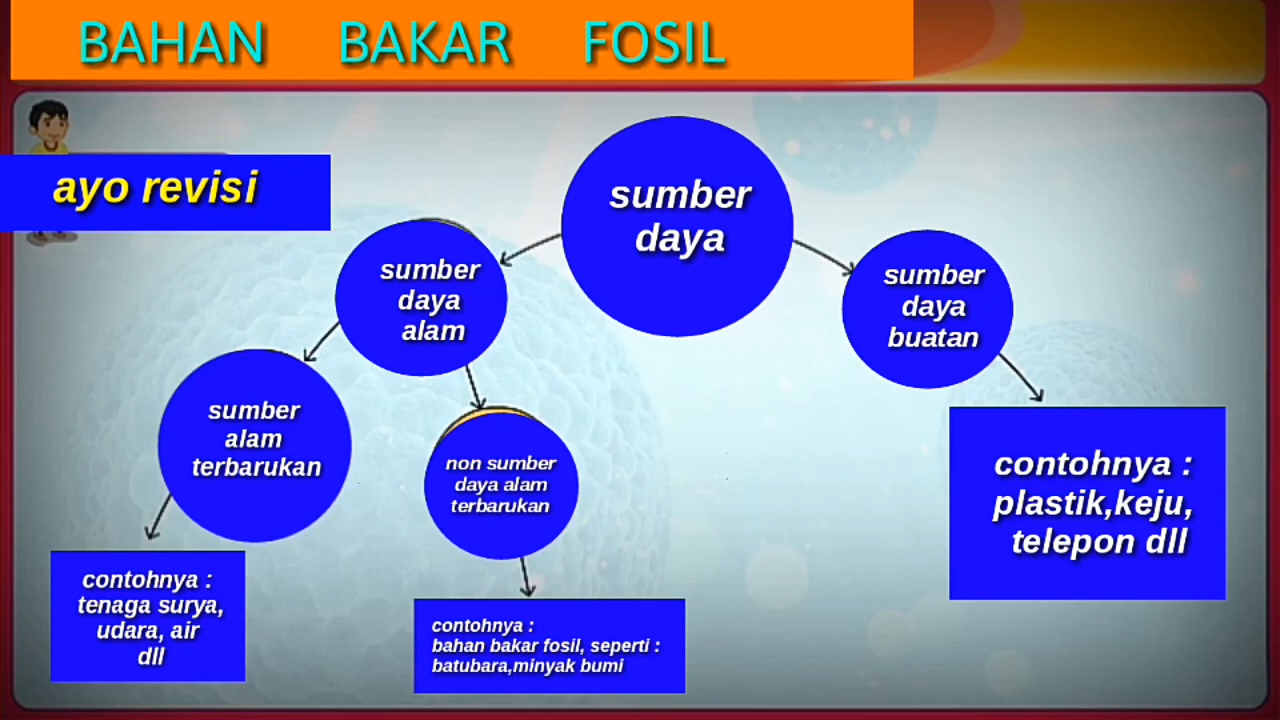 BAHAN BAKAR FOSIL
ayo revisi
sumber
daya
sumber
daya
alam
sumber
daya
buatan
sumber
alam
terbarukan
non sumber
daya alam
terbarukan
contohnya :
plastik,keju,
telepon dll
contohnya :
tenaga surya,
udara, air
dll
contohnya :
bahan bakar fosil, seperti :
batubara,minyak bumi